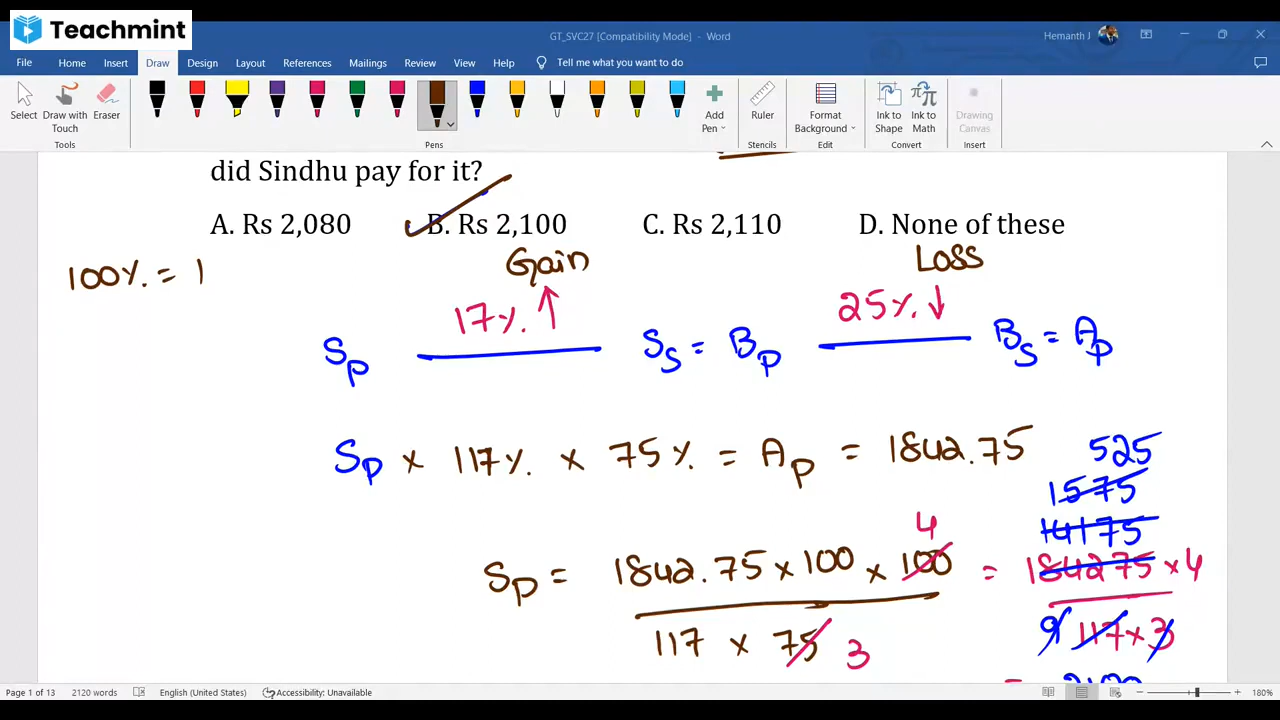 Teachmint
GT_SVC27 [Compatibility Mode] - Word
Hemanth J
File Home Insert Draw Design Layout References Mailings Review View Help Tell me what you want to do
Select
Draw with Touch
Eraser
Add Pen
Ruler
Format Background
Ink to Shape
Ink to Math
Drawing Canvas
Tools
Pens
Stencils
Edit
Convert
Insert
did Sindhu pay for it?
A. Rs 2,080 B. Rs 2,100 C. Rs 2,110 D. None of these
100%. = 1
Gain
Loss
17%. ↑
25%. ↓
Sp
Ss = Bp
Bs = Ap
Sp × 117%. × 75%. = Ap = 1842.75
525
1575
14175
4
Sp = 1842.75 × 100 × 100 = 184275 × 4
117 × 75 3
9 117 × 3
= 2100
Page 1 of 13 2120 words English (United States) Accessibility: Unavailable 180%